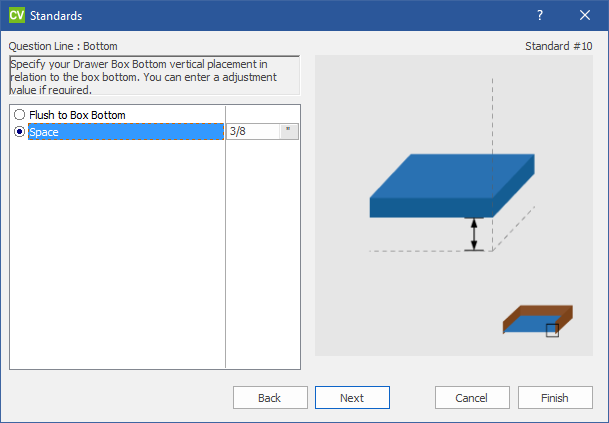 CV Standards ?
Question Line : Bottom
Standard #10
Specify your Drawer Box Bottom vertical placement in
relation to the box bottom. You can enter a adjustment
value if required.
Flush to Box Bottom
Space 3/8 "
Back Next Cancel Finish